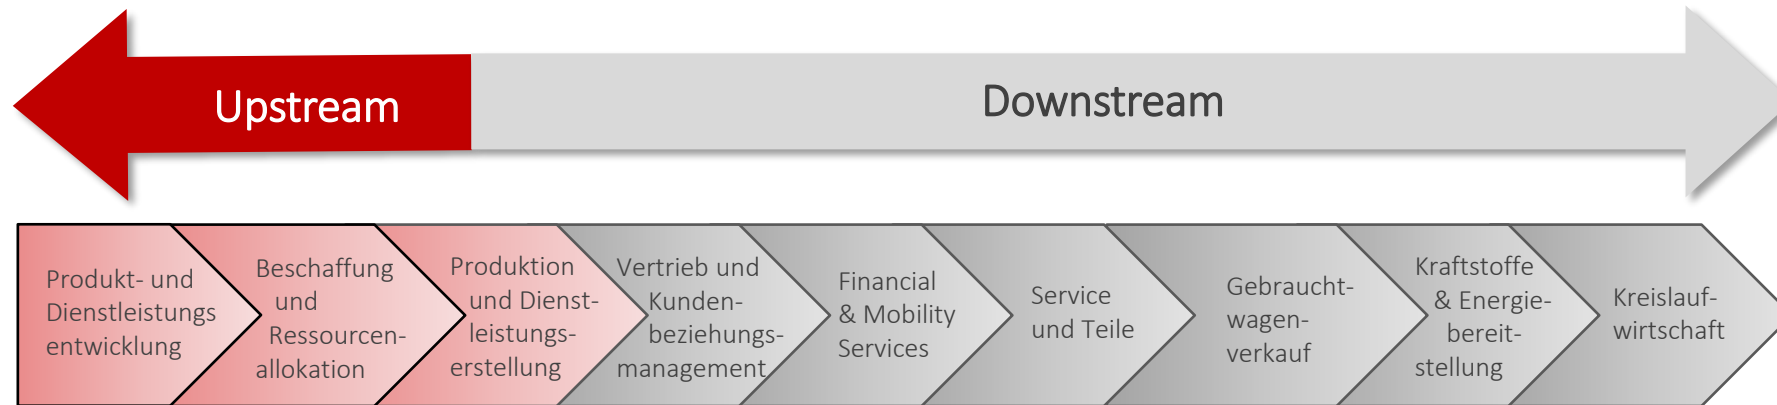 Upstream
Downstream
Produkt- und
Dienstleistungs
entwicklung
Beschaffung
und
Ressourcen-
allokation
Produktion
und Dienst-
leistungs-
erstellung
Vertrieb und
Kunden-
beziehungs-
management
Financial
& Mobility
Services
Service
und Teile
Gebraucht-
wagen-
verkauf
Kraftstoffe
& Energie-
bereit-
stellung
Kreislauf-
wirtschaft